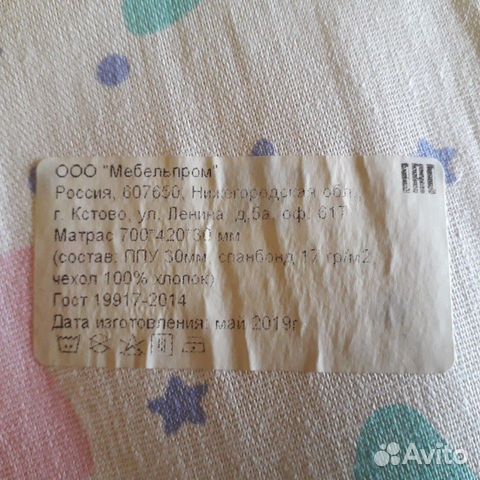 ООО "Мебельпром"
Россия, 607650, Нижегородская обл.,
г. Кстово, ул. Ленина, д.5а, оф. 617
Матрас 700*420*30 мм
(состав: ППУ 30мм, спанбонд 17 гр/м2,
чехол 100% хлопок)
Гост 19917-2014
Дата изготовления: май 2019г
Avito